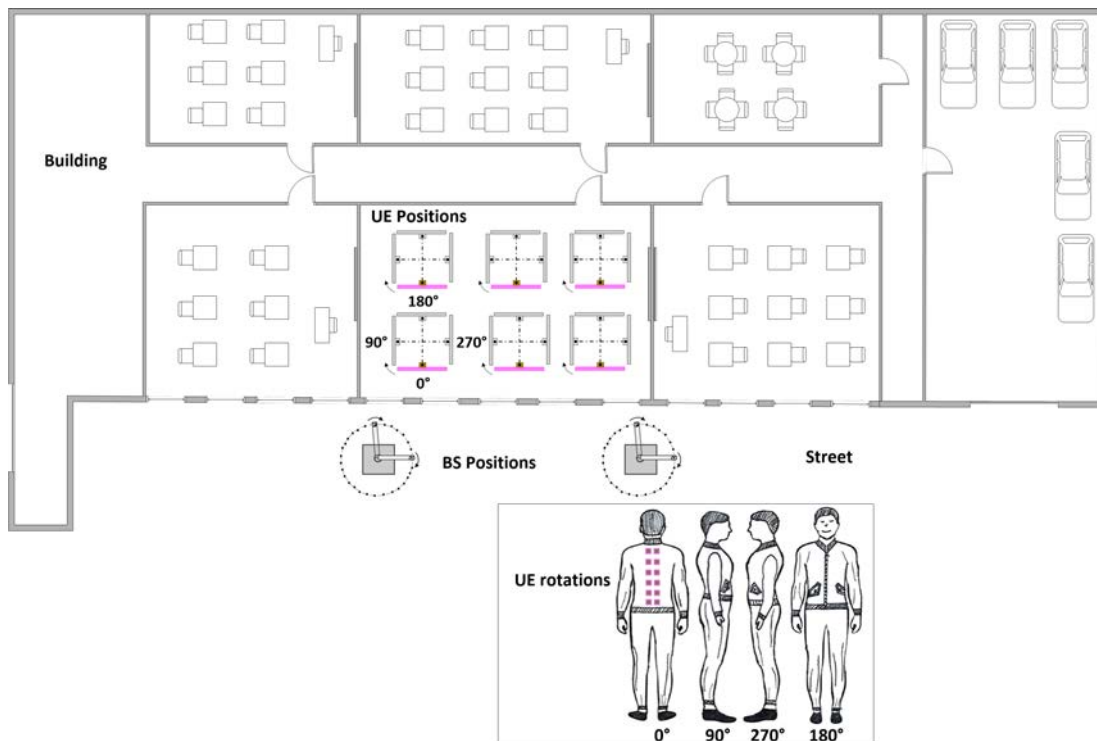 Building
UE Positions
180°
90°
270°
0°
BS Positions
Street
UE rotations
0°
90°
270°
180°